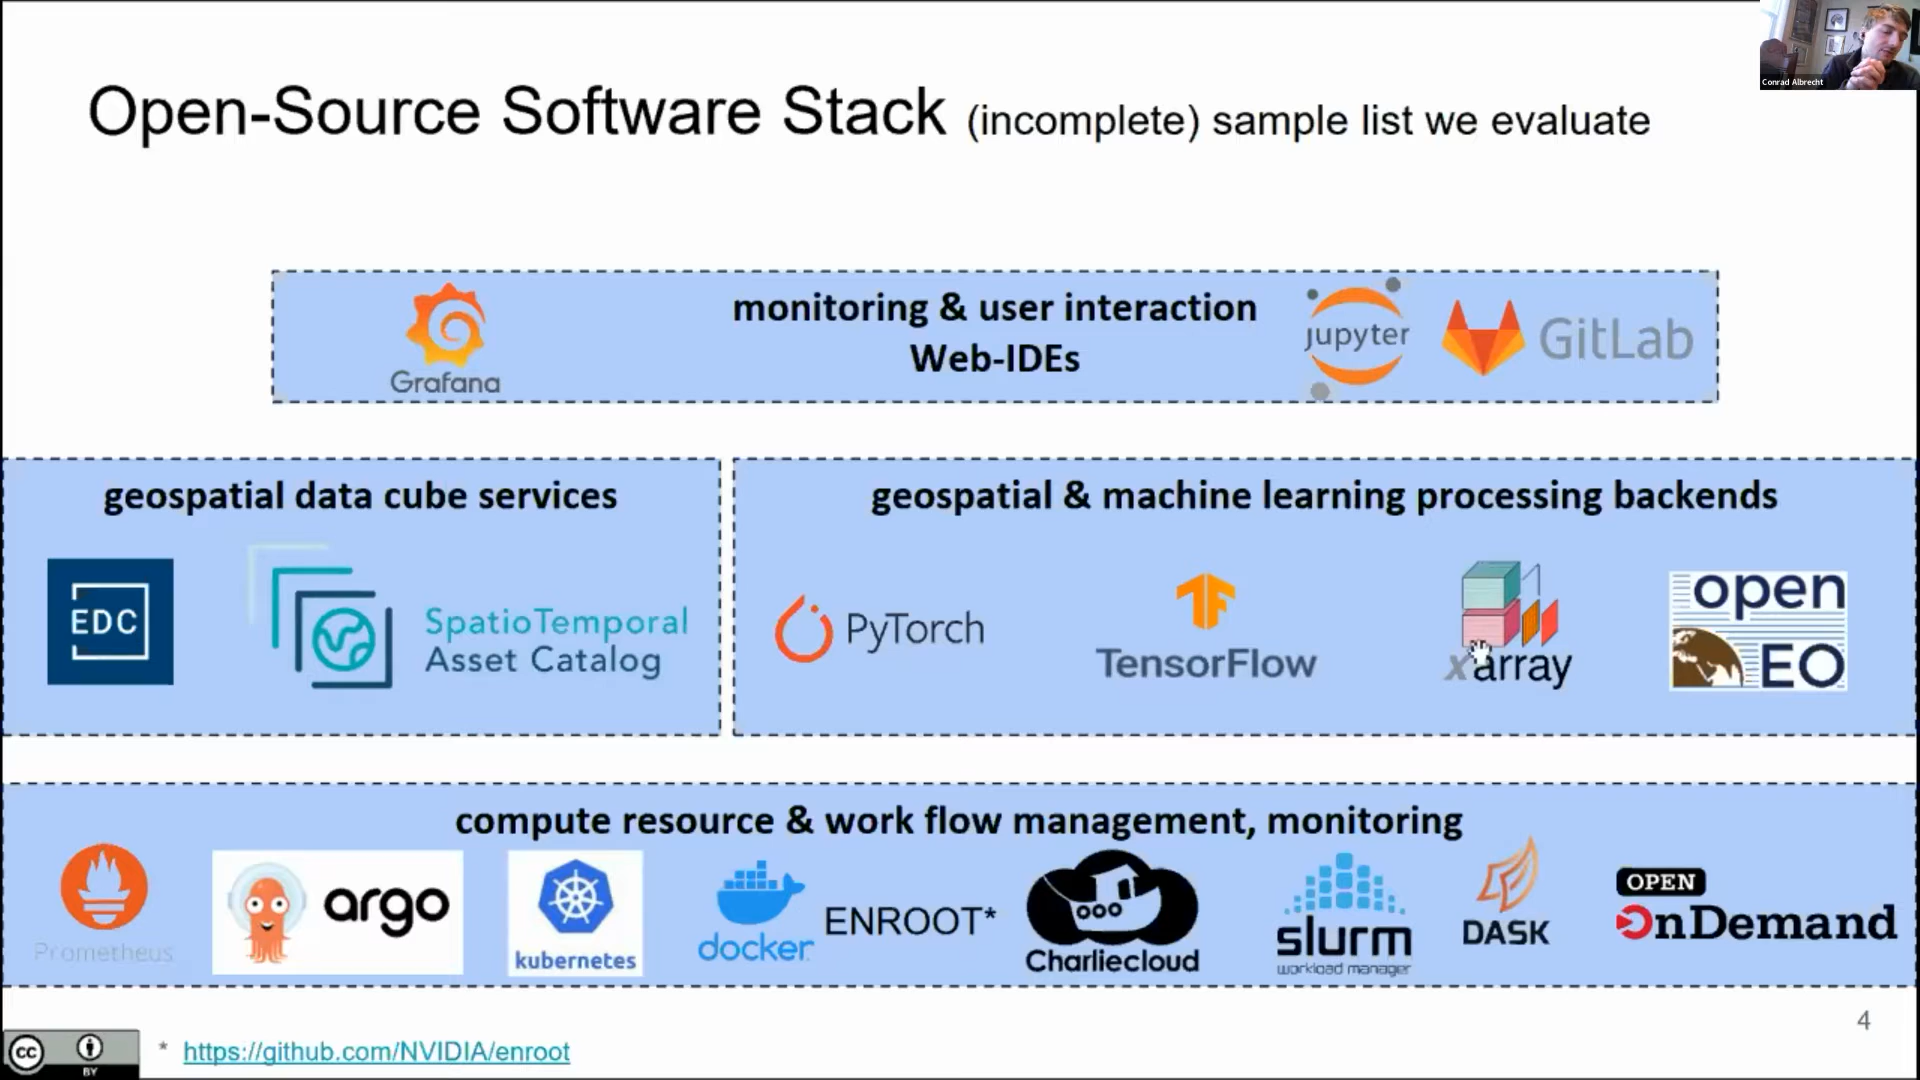 Conrad Albrecht
Open-Source Software Stack (incomplete) sample list we evaluate
monitoring & user interaction
Web-IDEs
Grafana
jupyter
GitLab
geospatial data cube services
EDC
SpatioTemporal
Asset Catalog
geospatial & machine learning processing backends
PyTorch
TensorFlow
xarray
open
EO
compute resource & work flow management, monitoring
Prometheus
argo
kubernetes
docker
ENROOT*
Charliecloud
slurm
workload manager
DASK
OPEN
OnDemand
4
cc
BY
* https://github.com/NVIDIA/enroot